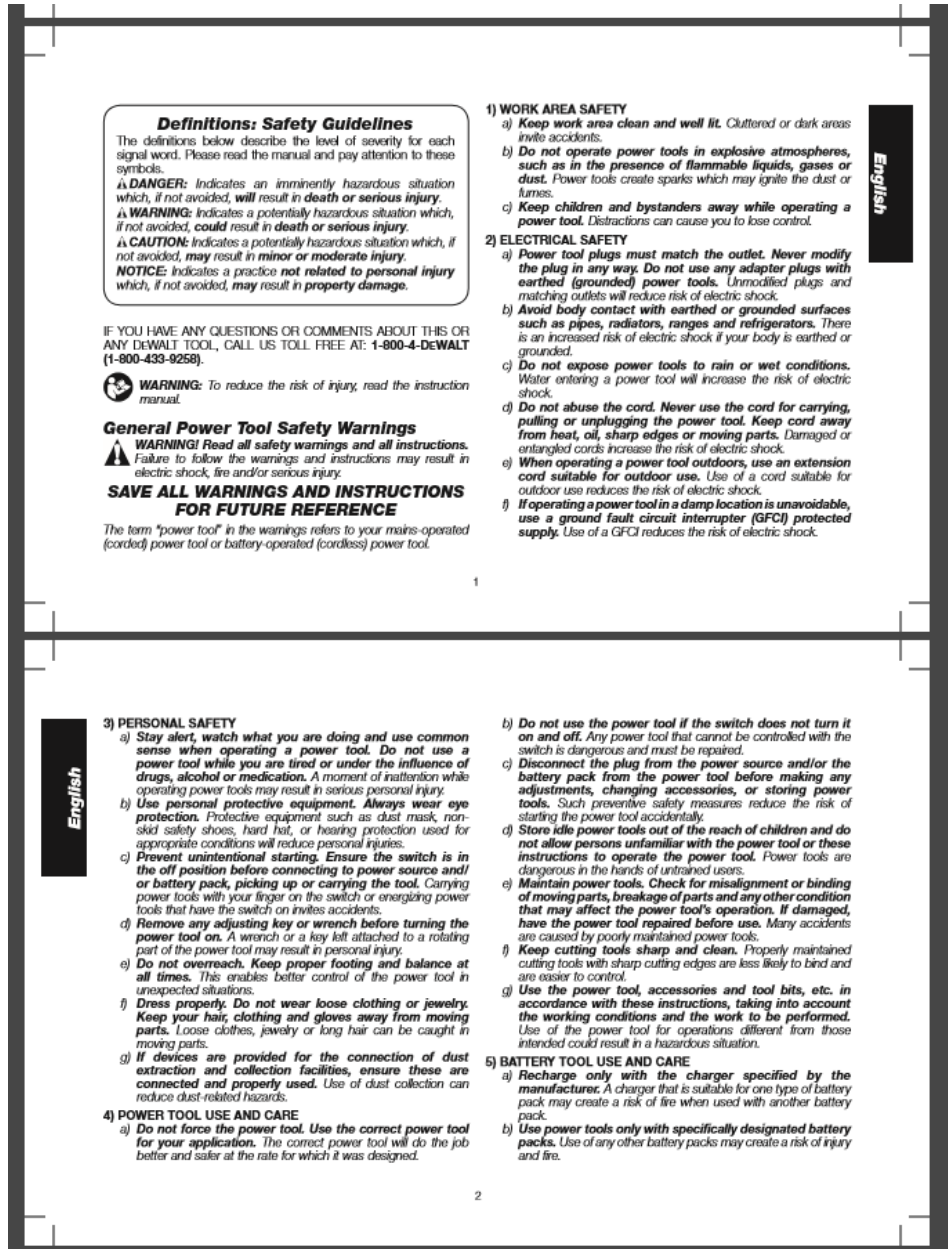 Definitions: Safety Guidelines
The definitions below describe the level of severity for each
signal word. Please read the manual and pay attention to these
symbols.
DANGER: Indicates an imminently hazardous situation
which, if not avoided, will result in death or serious injury.
WARNING: Indicates a potentially hazardous situation which,
if not avoided, could result in death or serious injury.
CAUTION: Indicates a potentially hazardous situation which, if
not avoided, may result in minor or moderate injury.
NOTICE: Indicates a practice not related to personal injury
which, if not avoided, may result in property damage.
IF YOU HAVE ANY QUESTIONS OR COMMENTS ABOUT THIS OR
ANY DEWALT TOOL, CALL US TOLL FREE AT: 1-800-4-DEWALT
(1-800-433-9258).
WARNING: To reduce the risk of injury, read the instruction
manual.
General Power Tool Safety Warnings
WARNING! Read all safety warnings and all instructions.
Failure to follow the warnings and instructions may result in
electric shock, fire and/or serious injury.
SAVE ALL WARNINGS AND INSTRUCTIONS
FOR FUTURE REFERENCE
The term “power tool” in the warnings refers to your mains-operated
(corded) power tool or battery-operated (cordless) power tool.
1) WORK AREA SAFETY
a) Keep work area clean and well lit. Cluttered or dark areas
invite accidents.
b) Do not operate power tools in explosive atmospheres,
such as in the presence of flammable liquids, gases or
dust. Power tools create sparks which may ignite the dust or
fumes.
c) Keep children and bystanders away while operating a
power tool. Distractions can cause you to lose control.
2) ELECTRICAL SAFETY
a) Power tool plugs must match the outlet. Never modify
the plug in any way. Do not use any adapter plugs with
earthed (grounded) power tools. Unmodified plugs and
matching outlets will reduce risk of electric shock.
b) Avoid body contact with earthed or grounded surfaces
such as pipes, radiators, ranges and refrigerators. There
is an increased risk of electric shock if your body is earthed or
grounded.
c) Do not expose power tools to rain or wet conditions.
Water entering a power tool will increase the risk of electric
shock.
d) Do not abuse the cord. Never use the cord for carrying,
pulling or unplugging the power tool. Keep cord away
from heat, oil, sharp edges or moving parts. Damaged or
entangled cords increase the risk of electric shock.
e) When operating a power tool outdoors, use an extension
cord suitable for outdoor use. Use of a cord suitable for
outdoor use reduces the risk of electric shock.
f) If operating a power tool in a damp location is unavoidable,
use a ground fault circuit interrupter (GFCI) protected
supply. Use of a GFCI reduces the risk of electric shock.
English
1
English
3) PERSONAL SAFETY
a) Stay alert, watch what you are doing and use common
sense when operating a power tool. Do not use a
power tool while you are tired or under the influence of
drugs, alcohol or medication. A moment of inattention while
operating power tools may result in serious personal injury.
b) Use personal protective equipment. Always wear eye
protection. Protective equipment such as dust mask, non-
skid safety shoes, hard hat, or hearing protection used for
appropriate conditions will reduce personal injuries.
c) Prevent unintentional starting. Ensure the switch is in
the off position before connecting to power source and/
or battery pack, picking up or carrying the tool. Carrying
power tools with your finger on the switch or energizing power
tools that have the switch on invites accidents.
d) Remove any adjusting key or wrench before turning the
power tool on. A wrench or a key left attached to a rotating
part of the power tool may result in personal injury.
e) Do not overreach. Keep proper footing and balance at
all times. This enables better control of the power tool in
unexpected situations.
f) Dress properly. Do not wear loose clothing or jewelry.
Keep your hair, clothing and gloves away from moving
parts. Loose clothes, jewelry or long hair can be caught in
moving parts.
g) If devices are provided for the connection of dust
extraction and collection facilities, ensure these are
connected and properly used. Use of dust collection can
reduce dust-related hazards.
4) POWER TOOL USE AND CARE
a) Do not force the power tool. Use the correct power tool
for your application. The correct power tool will do the job
better and safer at the rate for which it was designed.
b) Do not use the power tool if the switch does not turn it
on and off. Any power tool that cannot be controlled with the
switch is dangerous and must be repaired.
c) Disconnect the plug from the power source and/or the
battery pack from the power tool before making any
adjustments, changing accessories, or storing power
tools. Such preventive safety measures reduce the risk of
starting the power tool accidentally.
d) Store idle power tools out of the reach of children and do
not allow persons unfamiliar with the power tool or these
instructions to operate the power tool. Power tools are
dangerous in the hands of untrained users.
e) Maintain power tools. Check for misalignment or binding
of moving parts, breakage of parts and any other condition
that may affect the power tool's operation. If damaged,
have the power tool repaired before use. Many accidents
are caused by poorly maintained power tools.
f) Keep cutting tools sharp and clean. Properly maintained
cutting tools with sharp cutting edges are less likely to bind and
are easier to control.
g) Use the power tool, accessories and tool bits, etc. in
accordance with these instructions, taking into account
the working conditions and the work to be performed.
Use of the power tool for operations different from those
intended could result in a hazardous situation.
5) BATTERY TOOL USE AND CARE
a) Recharge only with the charger specified by the
manufacturer. A charger that is suitable for one type of battery
pack may create a risk of fire when used with another battery
pack.
b) Use power tools only with specifically designated battery
packs. Use of any other battery packs may create a risk of injury
and fire.
2